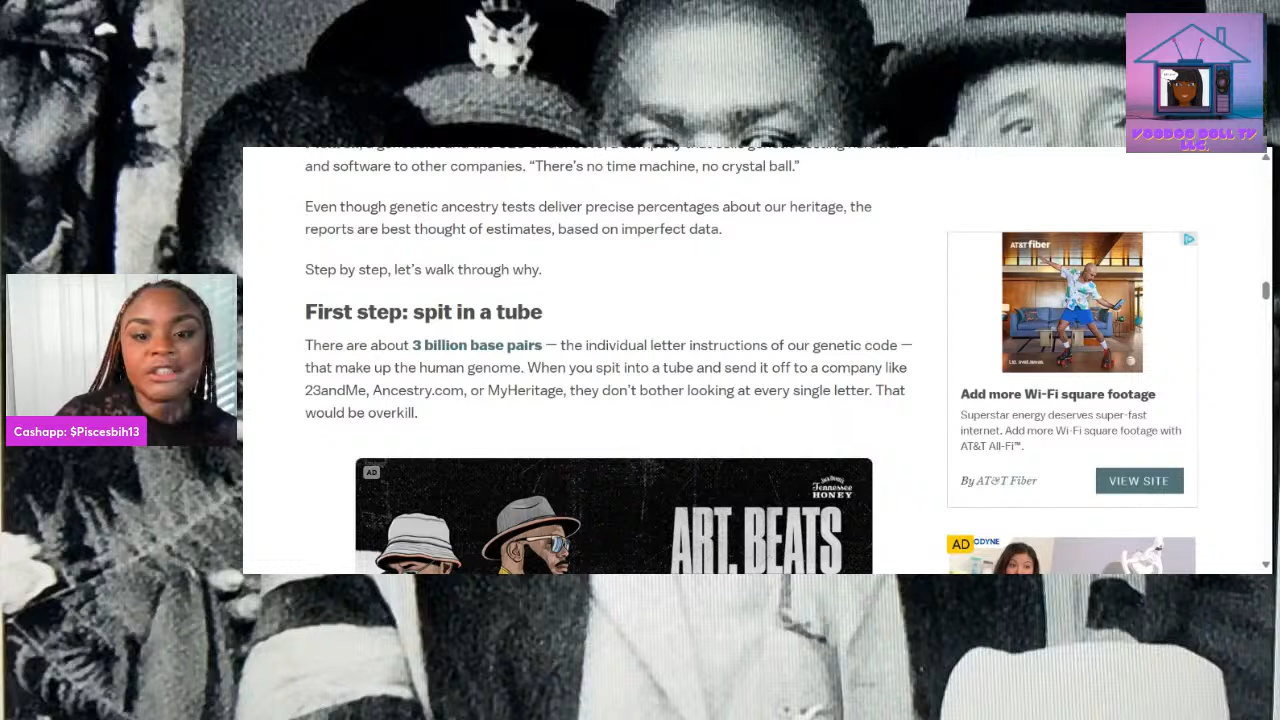 VOODOO DOLL TV
LLC.
and software to other companies. “There’s no time machine, no crystal ball.”
Even though genetic ancestry tests deliver precise percentages about our heritage, the
reports are best thought of estimates, based on imperfect data.
Step by step, let’s walk through why.
First step: spit in a tube
There are about 3 billion base pairs — the individual letter instructions of our genetic code —
that make up the human genome. When you spit into a tube and send it off to a company like
23andMe, Ancestry.com, or MyHeritage, they don’t bother looking at every single letter. That
would be overkill.
AD
Tennessee
HONEY
ART, BEATS
AT&T fiber
Add more Wi-Fi square footage
Superstar energy deserves super-fast
internet. Add more Wi-Fi square footage with
AT&T All-Fi™.
By AT&T Fiber
VIEW SITE
AD
ODYNE
Cashapp: $Piscesbih13